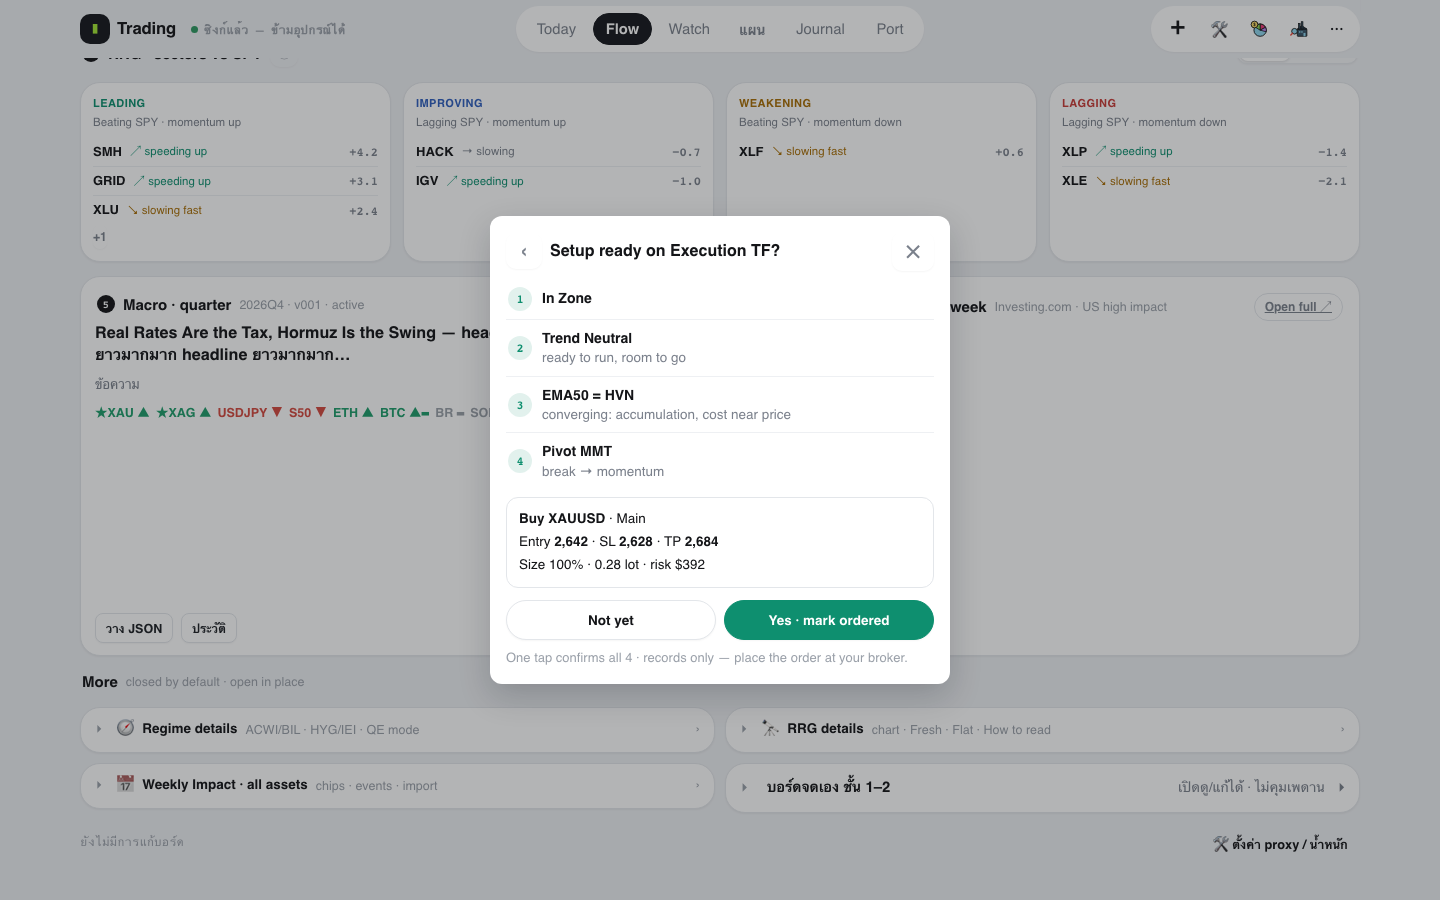 Trading
ซิงก์แล้ว — ข้ามอุปกรณ์ได้
Today Flow Watch แผน Journal Port
LEADING
Beating SPY · momentum up
SMH ↗ speeding up +4.2
GRID ↗ speeding up +3.1
XLU ↘ slowing fast +2.4
+1
IMPROVING
Lagging SPY · momentum up
HACK → slowing −0.7
IGV ↗ speeding up −1.0
WEAKENING
Beating SPY · momentum down
XLF ↘ slowing fast +0.6
LAGGING
Lagging SPY · momentum down
XLP ↗ speeding up −1.4
XLE ↘ slowing fast −2.1
5 Macro · quarter 2026Q4 · v001 · active
Real Rates Are the Tax, Hormuz Is the Swing —
ยาวมากมาก headline ยาวมากมาก…
ข้อความ
★XAU ▲ ★XAG ▲ USDJPY ▼ S50 ▼ ETH ▲ BTC ▲▬ BR ▬
วาง JSON ประวัติ
week Investing.com · US high impact Open full ↗
‹ Setup ready on Execution TF? ✕
1 In Zone
2 Trend Neutral
ready to run, room to go
3 EMA50 = HVN
converging: accumulation, cost near price
4 Pivot MMT
break → momentum
Buy XAUUSD · Main
Entry 2,642 · SL 2,628 · TP 2,684
Size 100% · 0.28 lot · risk $392
Not yet Yes · mark ordered
One tap confirms all 4 · records only — place the order at your broker.
More closed by default · open in place
Regime details ACWI/BIL · HYG/IEI · QE mode ›
RRG details chart · Fresh · Flat · How to read ›
Weekly Impact · all assets chips · events · import ›
บอร์ดจดเอง ชั้น 1–2 เปิดดู/แก้ได้ · ไม่คุมเพดาน
ยังไม่มีการแก้บอร์ด
ตั้งค่า proxy / น้ำหนัก